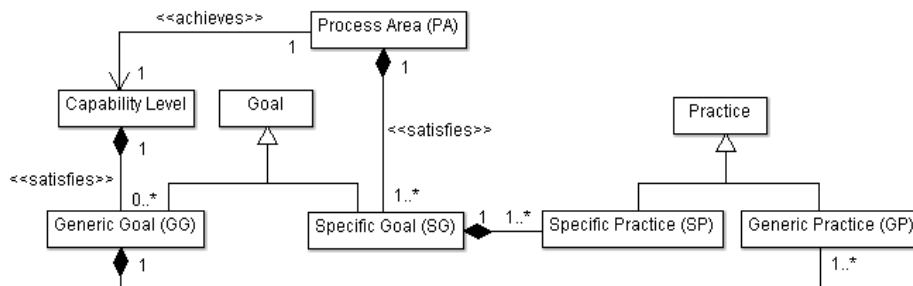 <<achieves>>
Process Area (PA)
1
1
1
Capability Level
Goal
Practice
1
<<satisfies>>
<<satisfies>>
0..*
1..*
Generic Goal (GG)
Specific Goal (SG)
1
1..*
Specific Practice (SP)
Generic Practice (GP)
1
1..*